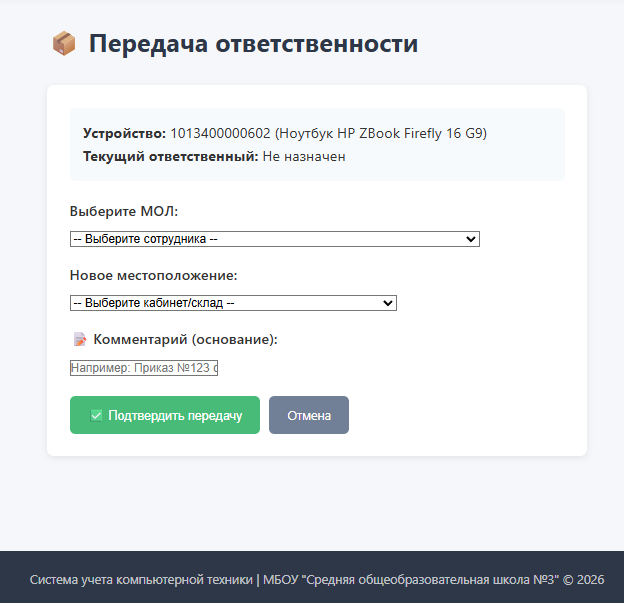 Передача ответственности
Устройство: 1013400000602 (Ноутбук HP ZBook Firefly 16 G9)
Текущий ответственный: Не назначен
Выберите МОЛ:
-- Выберите сотрудника --
Новое местоположение:
-- Выберите кабинет/склад --
Комментарий (основание):
Например: Приказ №123 о
Подтвердить передачу
Отмена
Система учета компьютерной техники | МБОУ "Средняя общеобразовательная школа №3" © 2026